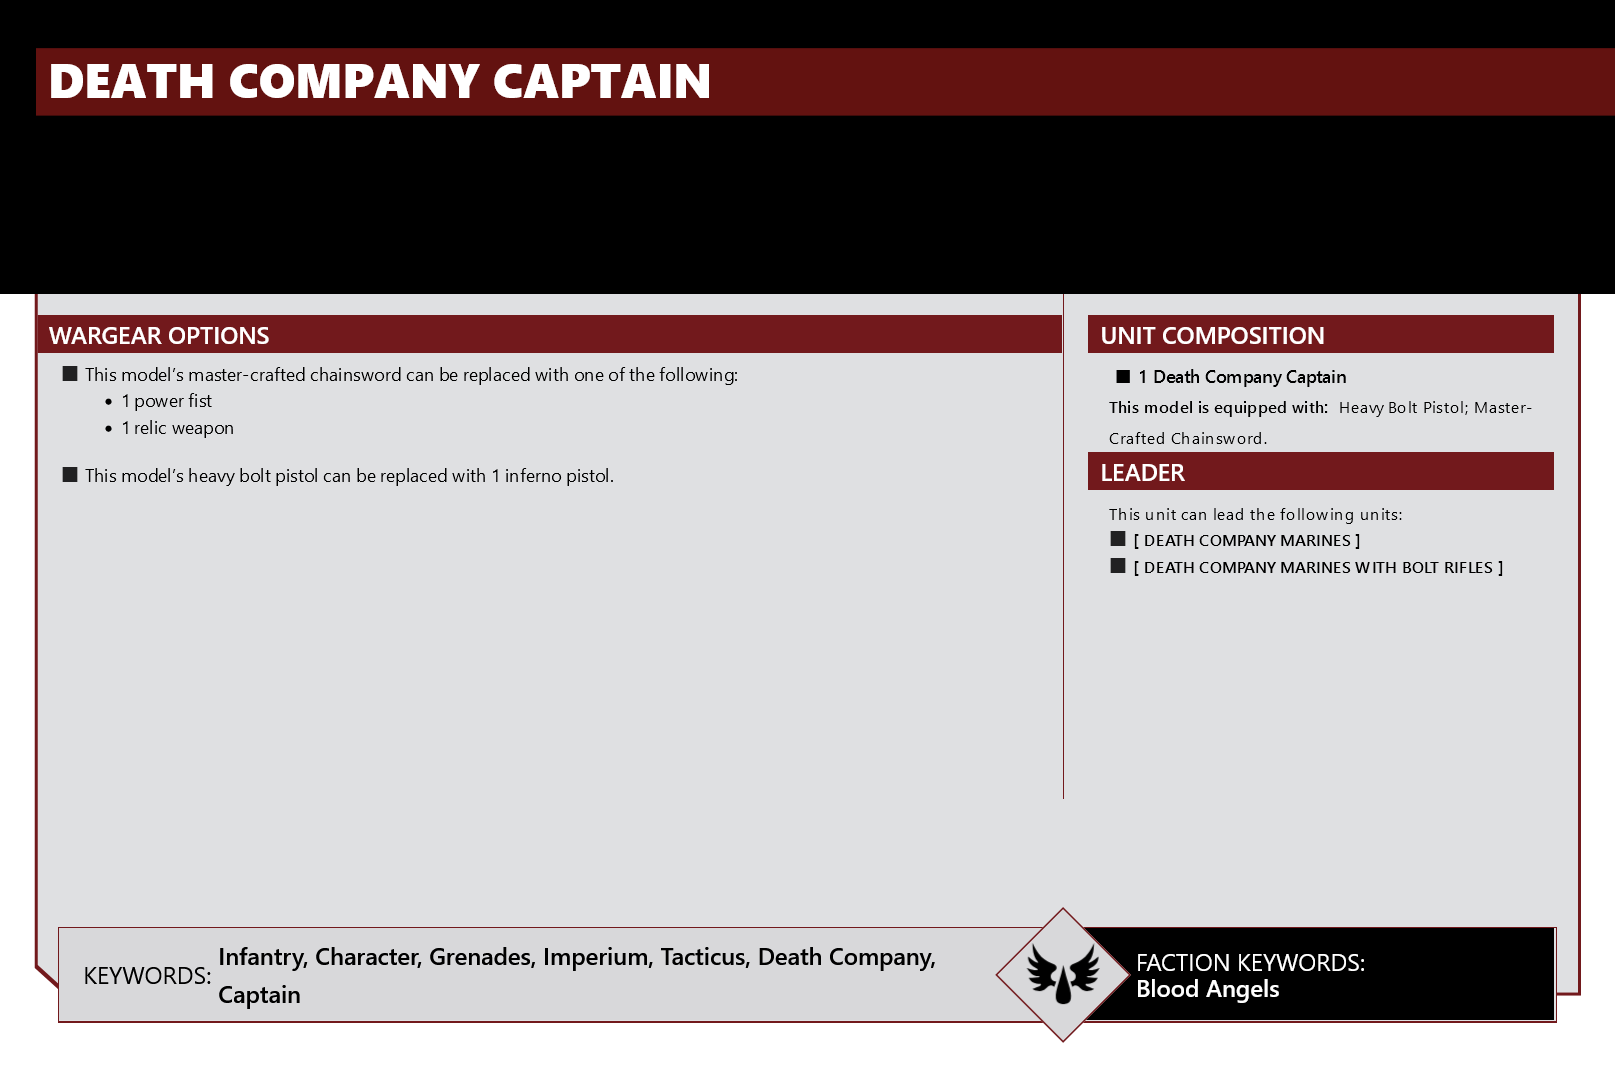 DEATH COMPANY CAPTAIN
WARGEAR OPTIONS
■ This model’s master-crafted chainsword can be replaced with one of the following:
• 1 power fist
• 1 relic weapon
■ This model’s heavy bolt pistol can be replaced with 1 inferno pistol.
UNIT COMPOSITION
■ 1 Death Company Captain
This model is equipped with: Heavy Bolt Pistol; Master-
Crafted Chainsword.
LEADER
This unit can lead the following units:
■ [ DEATH COMPANY MARINES ]
■ [ DEATH COMPANY MARINES WITH BOLT RIFLES ]
KEYWORDS: Infantry, Character, Grenades, Imperium, Tacticus, Death Company,
Captain
FACTION KEYWORDS:
Blood Angels